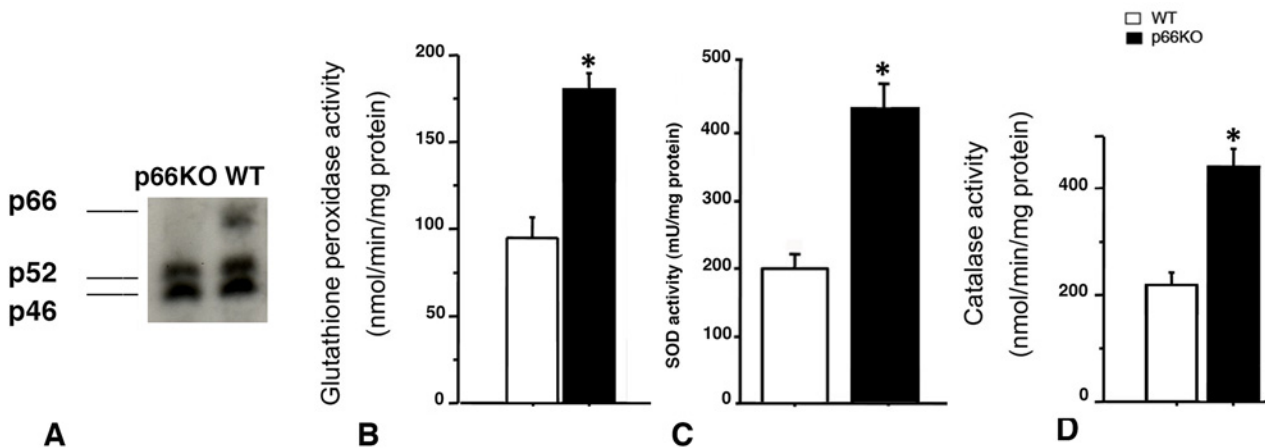 p66KO WT
p66
p52
p46
A
Glutathione peroxidase activity
(nmol/min/mg protein)
200
150
100
50
0
*
B
SOD activity (mU/mg protein)
500
400
500
200
100
0
*
C
WT
p66KO
Catalase activity
(nmol/min/mg protein)
400
200
0
*
D